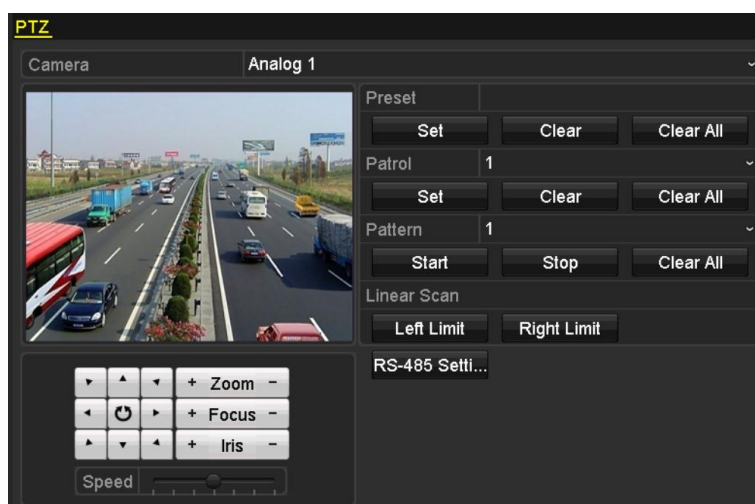 PTZ
Camera Analog 1
Preset
Set Clear Clear All
Patrol 1
Set Clear Clear All
Pattern 1
Start Stop Clear All
Linear Scan
Left Limit Right Limit
RS-485 Setti...
+ Zoom -
+ Focus -
+ Iris -
Speed